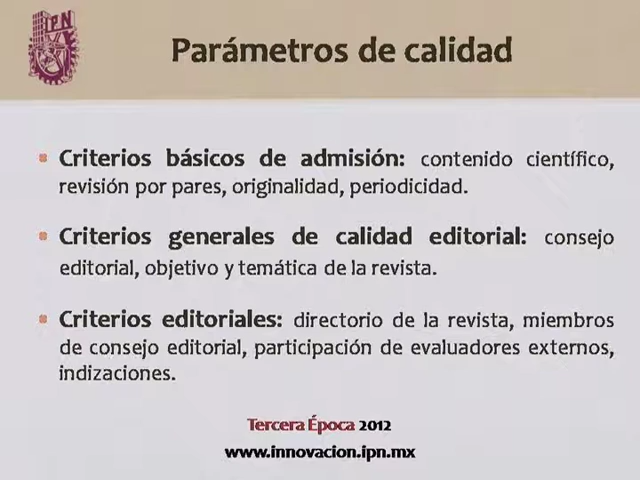 IPN
Parámetros de calidad
Criterios básicos de admisión: contenido científico,
revisión por pares, originalidad, periodicidad.
Criterios generales de calidad editorial: consejo
editorial, objetivo y temática de la revista.
Criterios editoriales: directorio de la revista, miembros
de consejo editorial, participación de evaluadores externos,
indizaciones.
Tercera Época 2012
www.innovacion.ipn.mx